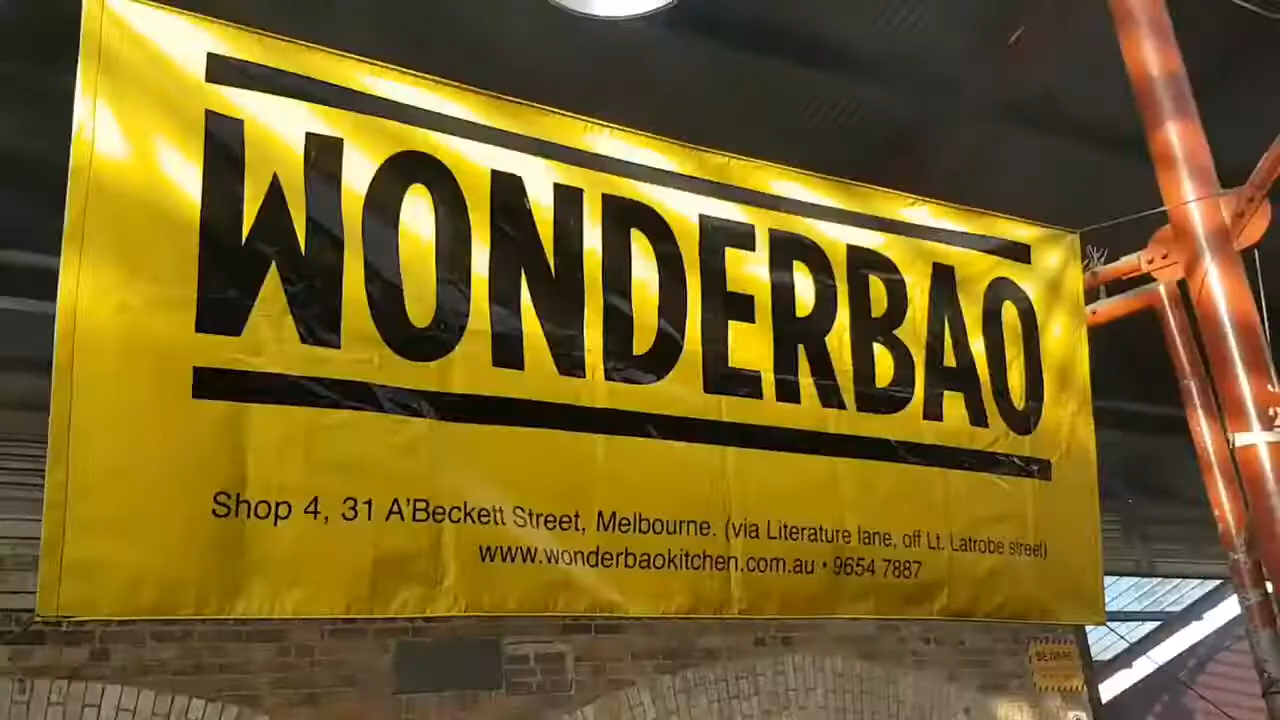 WONDERBAO
Shop 4, 31 A'Beckett Street, Melbourne. (via Literature lane, off Lt. Latrobe street)
www.wonderbaokitchen.com.au • 9654 7887
BEWARE